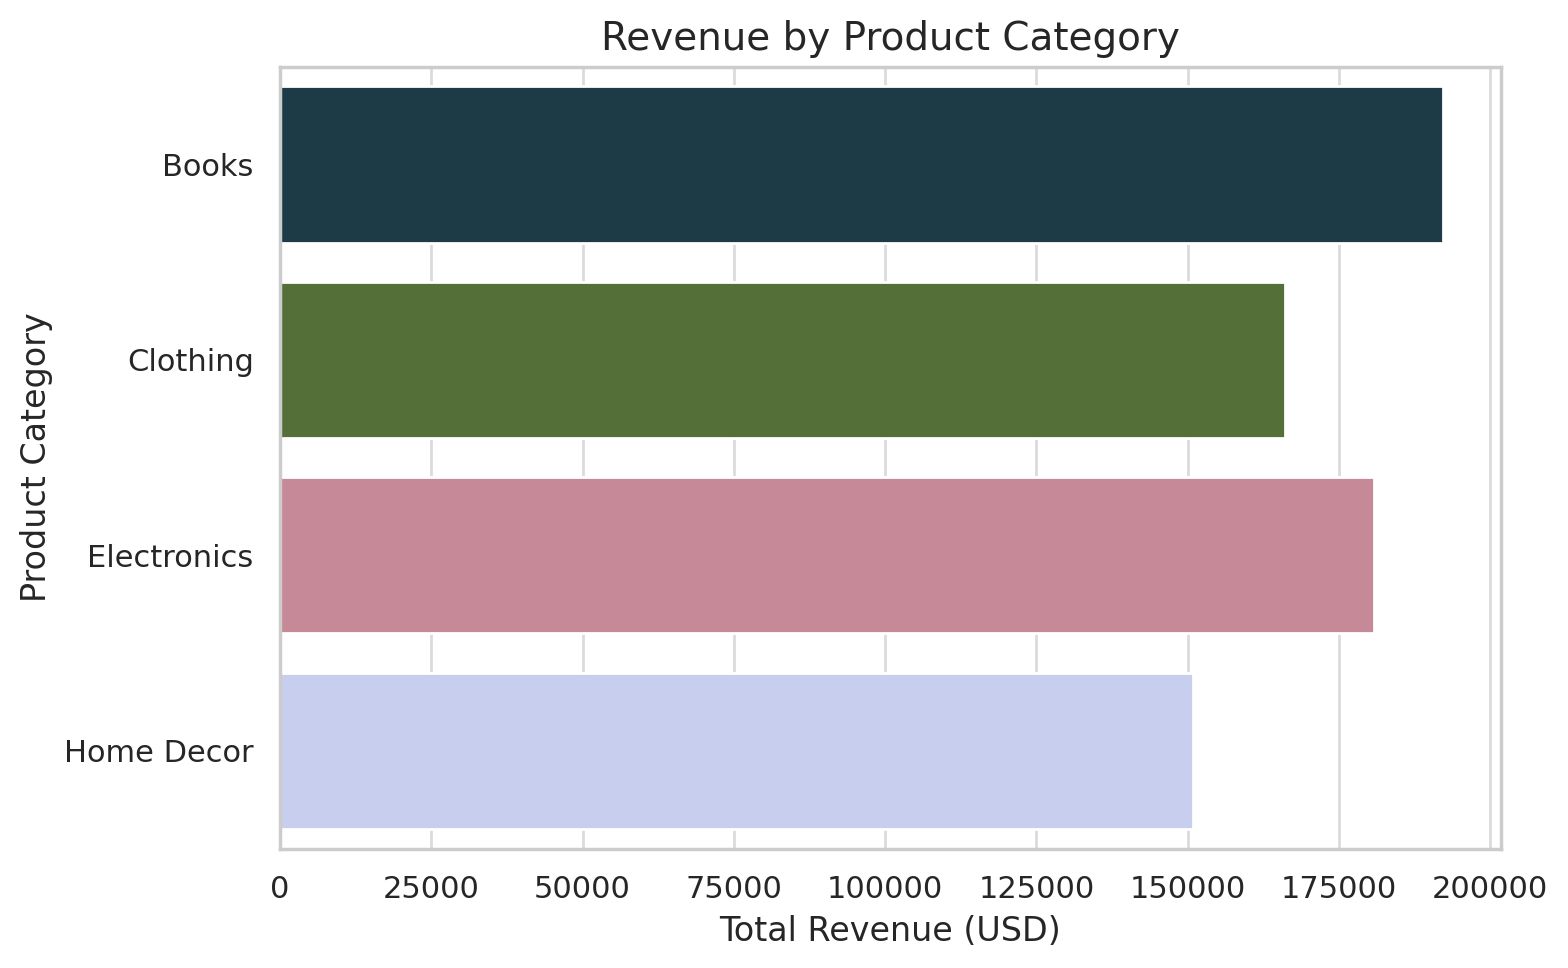 Revenue by Product Category
Product Category
Books
Clothing
Electronics
Home Decor
0 25000 50000 75000 100000 125000 150000 175000 200000
Total Revenue (USD)